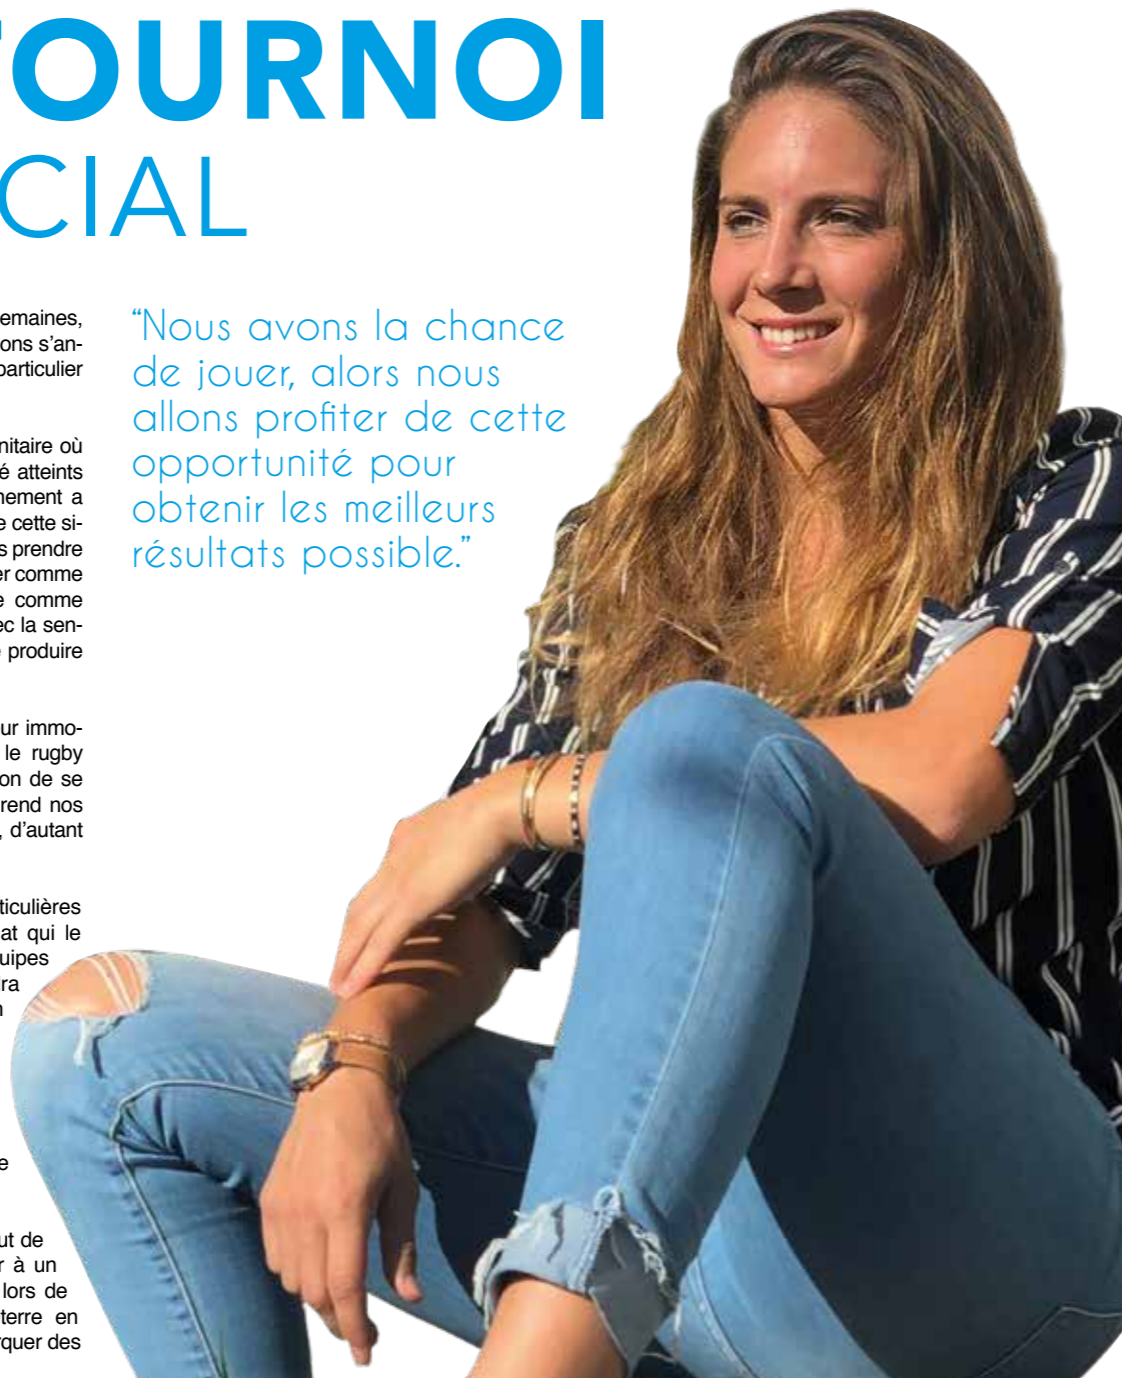 TOURNOI
CIAL
emaines,
ons s’an-
particulier
nitaire où
é atteints
nement a
e cette si-
s prendre
er comme
e comme
ec la sen-
produire
ur immo-
le rugby
on de se
rend nos
, d’autant
ticulières
at qui le
uipes
ra
e
ut de
r à un
lors de
terre en
rquer des
“Nous avons la chance
de jouer, alors nous
allons profiter de cette
opportunité pour
obtenir les meilleurs
résultats possible.”